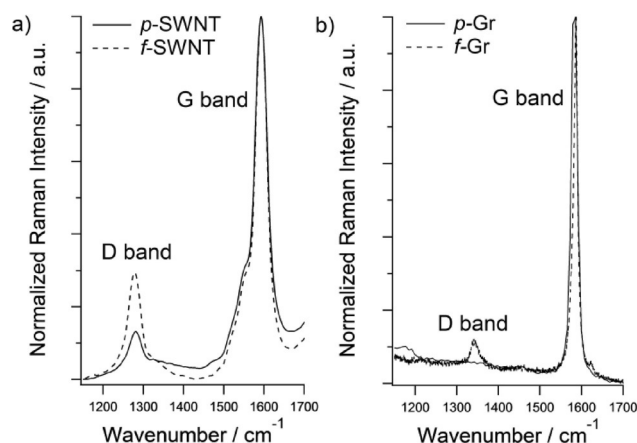 a)
p-SWNT
f-SWNT
G band
D band
Normalized Raman Intensity / a.u.
1200 1300 1400 1500 1600 1700
Wavenumber / cm⁻¹
b)
p-Gr
f-Gr
G band
D band
Normalized Raman Intensity / a.u.
1200 1300 1400 1500 1600 1700
Wavenumber / cm⁻¹